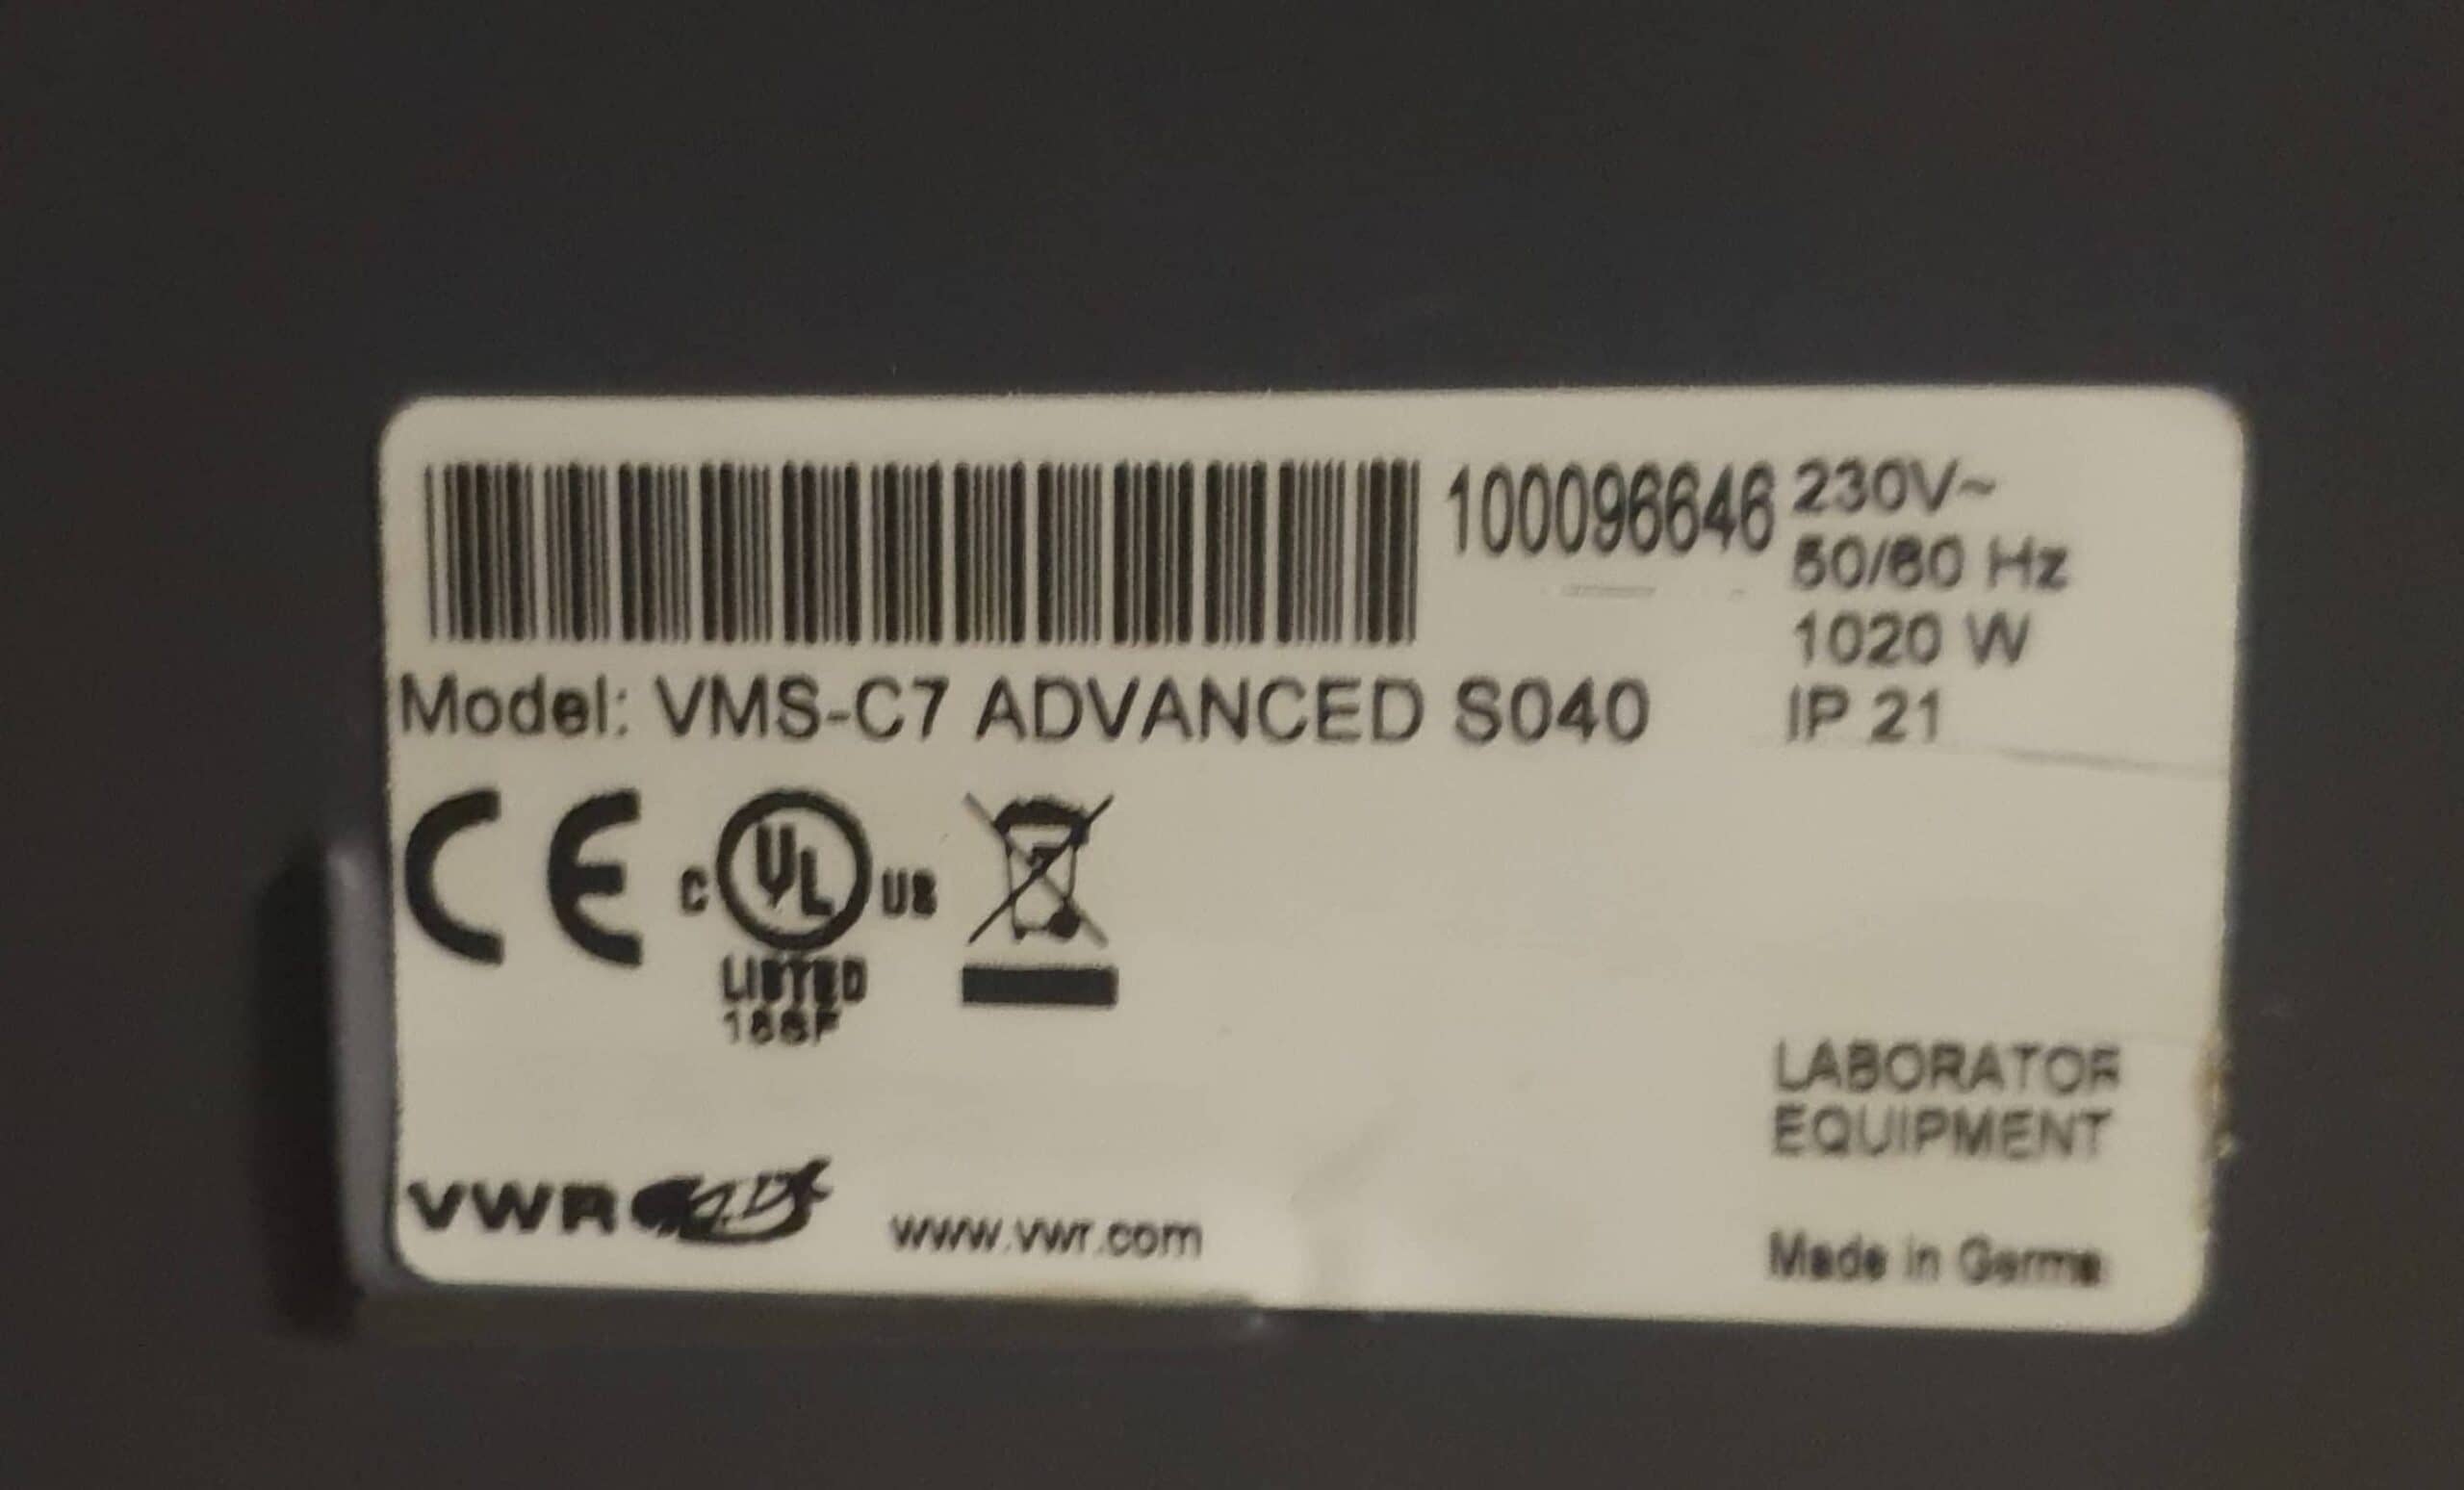 100096646
230V~
50/60 Hz
1020 W
IP 21
Model: VMS-C7 ADVANCED S040
CE
C UL US
LISTED
VWR
www.vwr.com
LABORATOR
EQUIPMENT
Made in Germa